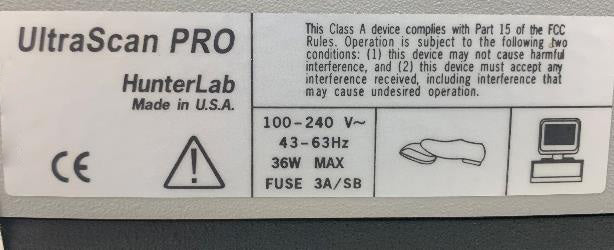 UltraScan PRO
HunterLab
Made in U.S.A.
CE
This Class A device complies with Part 15 of the FCC
Rules. Operation is subject to the following two
conditions: (1) this device may not cause harmful
interference, and (2) this device must accept any
interference received, including interference that
may cause undesired operation.
100-240 V~
43-63Hz
36W MAX
FUSE 3A/SB